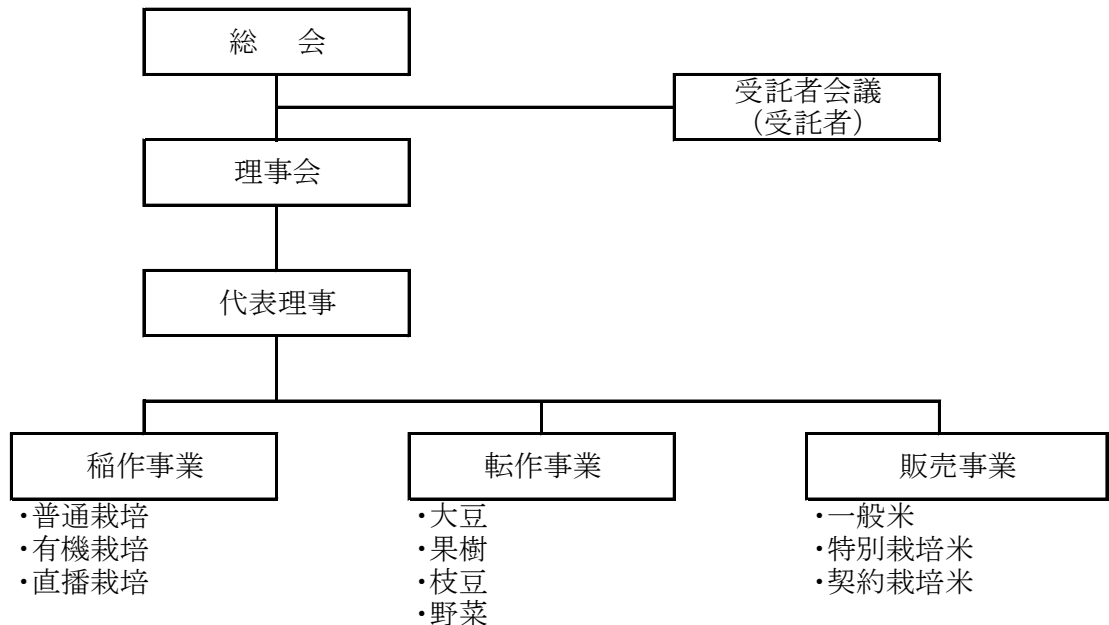 総　会
受託者会議
（受託者）
理事会
代表理事
稲作事業
・普通栽培
・有機栽培
・直播栽培
転作事業
・大豆
・果樹
・枝豆
・野菜
販売事業
・一般米
・特別栽培米
・契約栽培米